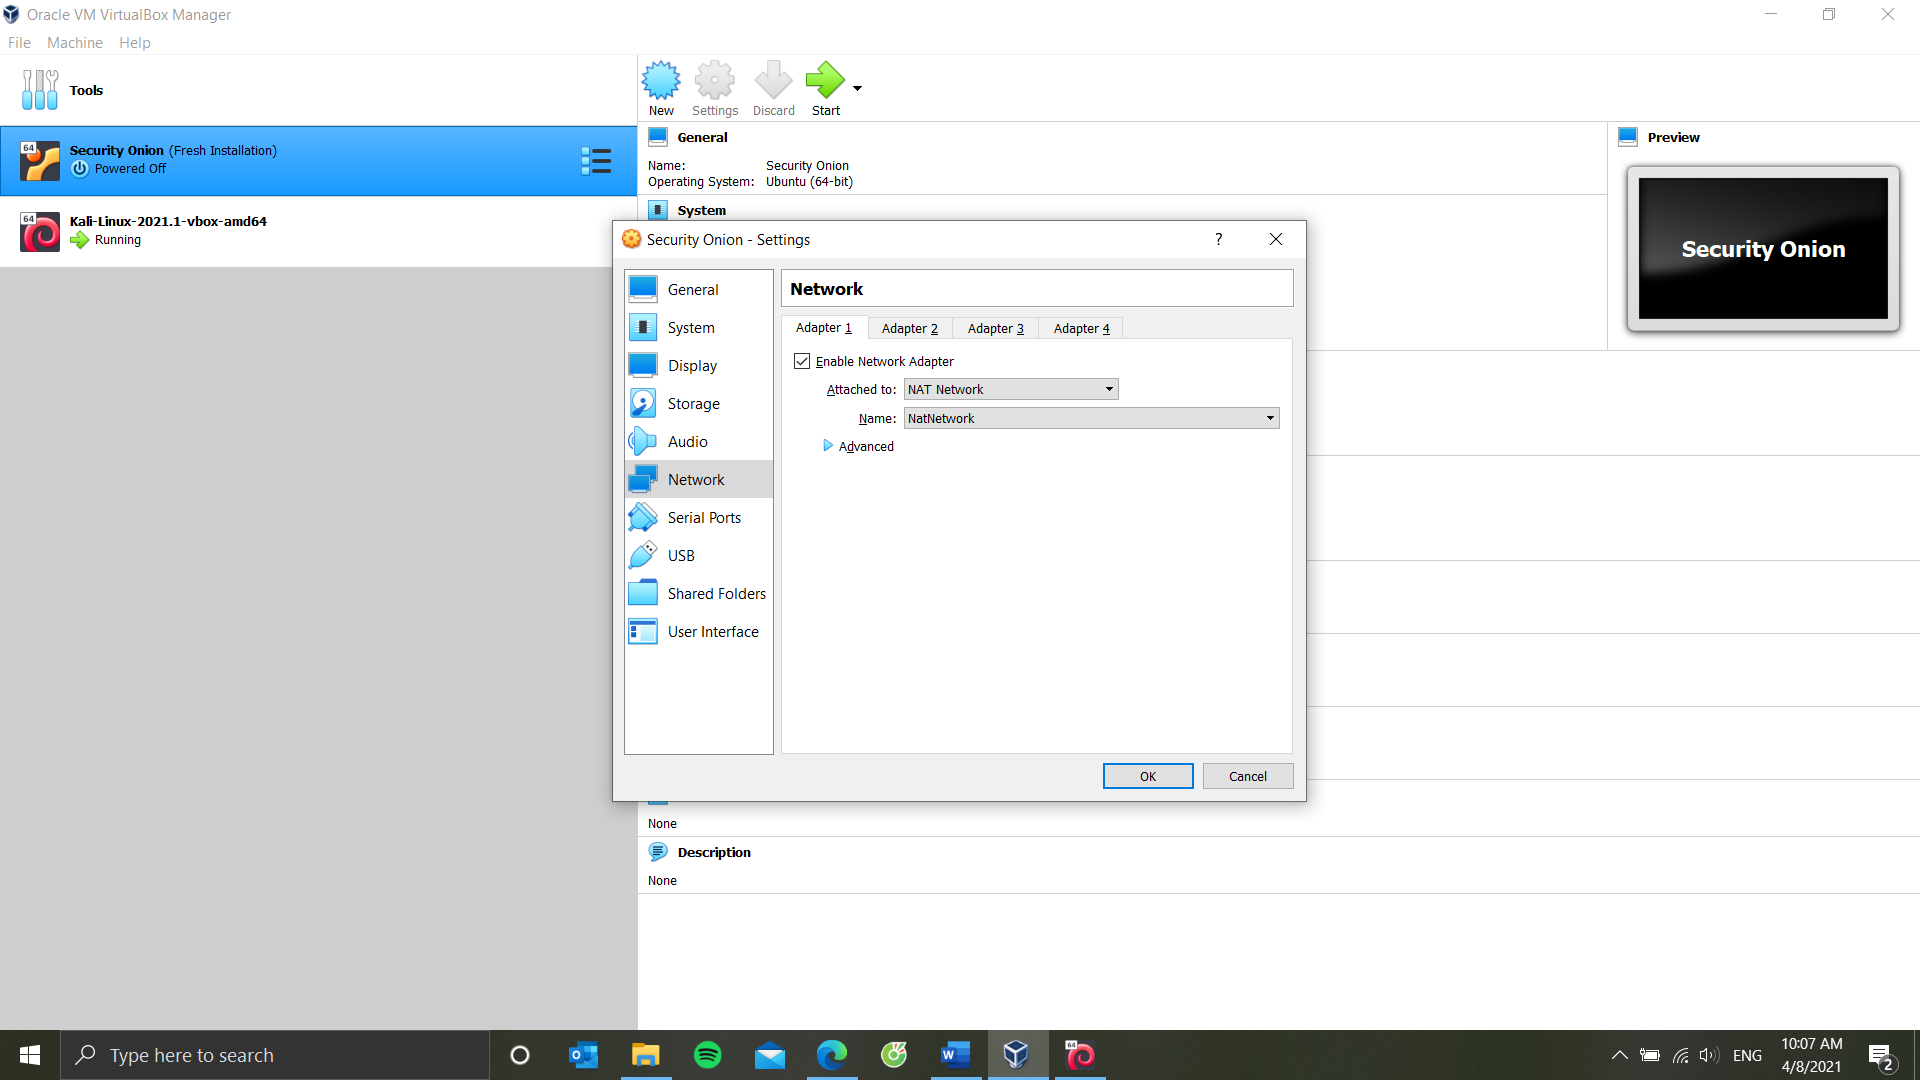 Oracle VM VirtualBox Manager
File Machine Help
Tools
New Settings Discard Start
64
Security Onion (Fresh Installation)
Powered Off
64
Kali-Linux-2021.1-vbox-amd64
Running
General
Name: Security Onion
Operating System: Ubuntu (64-bit)
System
Preview
Security Onion
Security Onion - Settings
?
General
System
Display
Storage
Audio
Network
Serial Ports
USB
Shared Folders
User Interface
Network
Adapter 1 Adapter 2 Adapter 3 Adapter 4
Enable Network Adapter
Attached to: NAT Network
Name: NatNetwork
Advanced
OK Cancel
None
Description
None
Type here to search
64
ENG
10:07 AM
4/8/2021
2